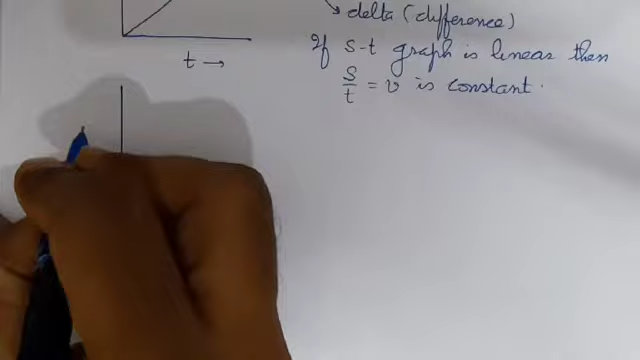 delta (difference)
If s-t graph is linear then
t →
s/t = v is constant.